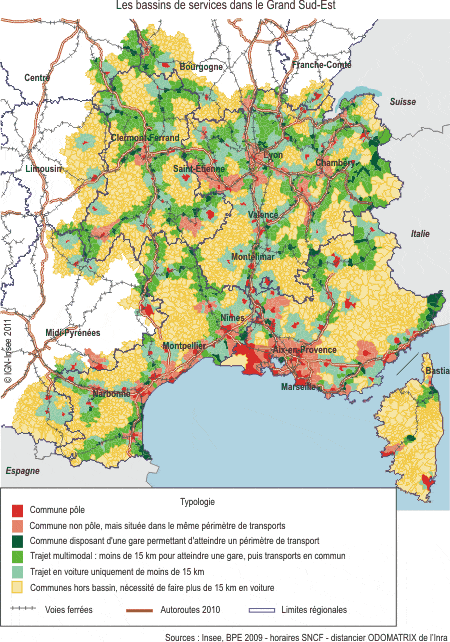 Les bassins de services dans le Grand Sud-Est
Bourgogne
Franche-Comté
Centre
Suisse
Clermont-Ferrand
Lyon
Limousin
Saint-Étienne
Chambéry
Valence
Italie
Montélimar
Nîmes
Midi-Pyrénées
Montpellier
Aix-en-Provence
© IGN-Insee 2011
Bastia
Marseille
Narbonne
Espagne
Typologie
Commune pôle
Commune non pôle, mais située dans le même périmètre de transports
Commune disposant d'une gare permettant d'atteindre un périmètre de transport
Trajet multimodal : moins de 15 km pour atteindre une gare, puis transports en commun
Trajet en voiture uniquement de moins de 15 km
Communes hors bassin, nécessité de faire plus de 15 km en voiture
Voies ferrées Autoroutes 2010 Limites régionales
Sources : Insee, BPE 2009 - horaires SNCF - distancier ODOMATRIX de l'Inra